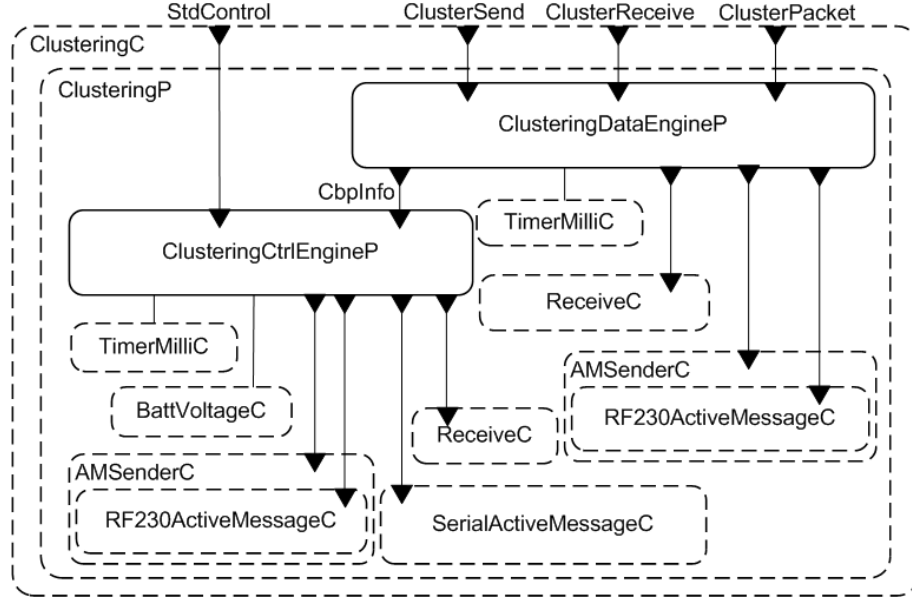 StdControl
ClusterSend
ClusterReceive
ClusterPacket
ClusteringC
ClusteringP
ClusteringDataEngineP
CbpInfo
TimerMilliC
ClusteringCtrlEngineP
ReceiveC
TimerMilliC
AMSenderC
BattVoltageC
RF230ActiveMessageC
ReceiveC
AMSenderC
RF230ActiveMessageC
SerialActiveMessageC